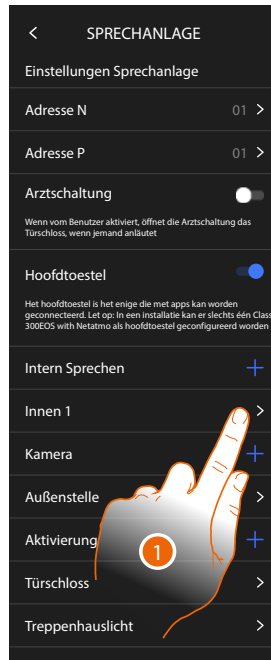 SPRECHANLAGE
Einstellungen Sprechanlage
Adresse N 01
Adresse P 01
Arztschaltung
Wenn vom Benutzer aktiviert, öffnet die Arztschaltung das
Türschloss, wenn jemand anläutet
Hoofdtoestel
Het hoofdtoestel is het enige die met apps kan worden
geconnecteerd. Let op: In een installatie kan er slechts één Class
300EOS with Netatmo als hoofdtoestel geconfigureerd worden
Intern Sprechen
Innen 1
Kamera
Außenstelle
Aktivierung
1
Türschloss
Treppenhauslicht